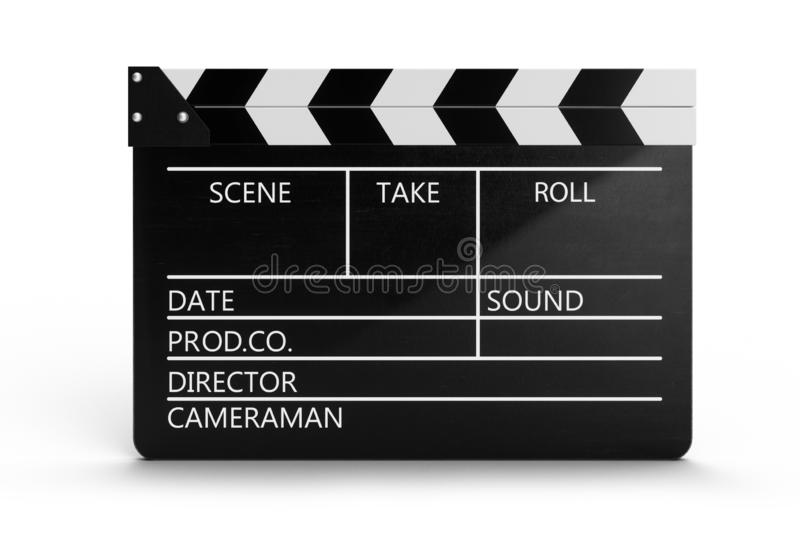 SCENE TAKE ROLL
dreamstime
DATE SOUND
PROD.CO.
DIRECTOR
CAMERAMAN